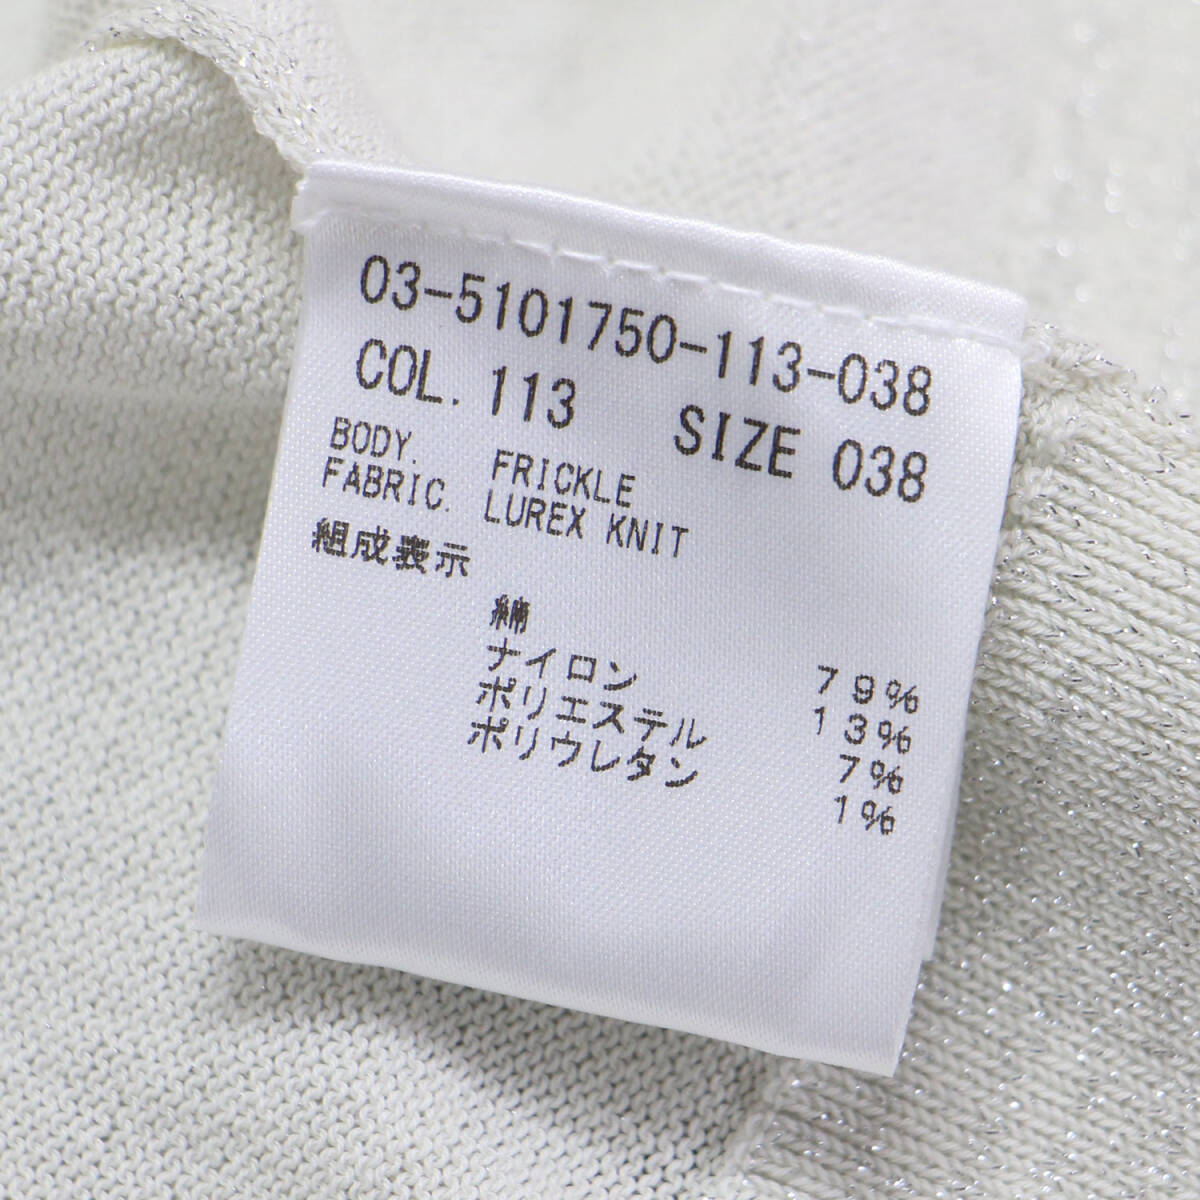 03-5101750-113-038
COL. 113 SIZE 038
BODY. FRICKLE
FABRIC. LUREX KNIT
組成表示
綿 79%
ナイロン 13%
ポリエステル 7%
ポリウレタン 1%